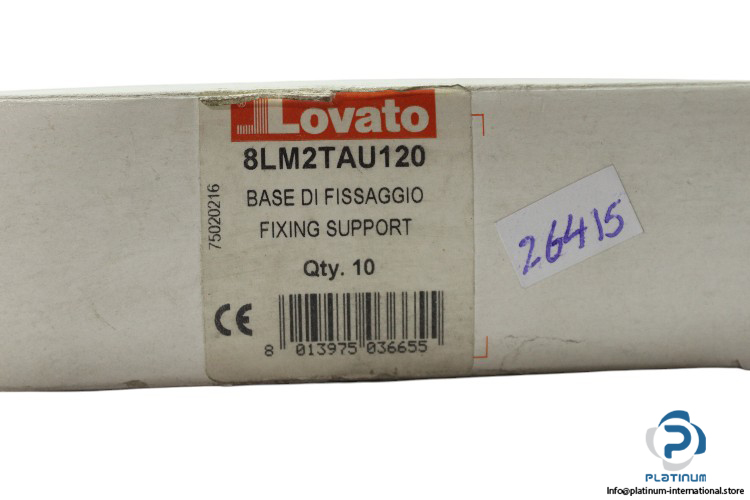 Lovato
8LM2TAU120
BASE DI FISSAGGIO
FIXING SUPPORT
Qty. 10
75020216
CE
8 013975 036655
26415
PLATINUM
Info@platinum-international.store